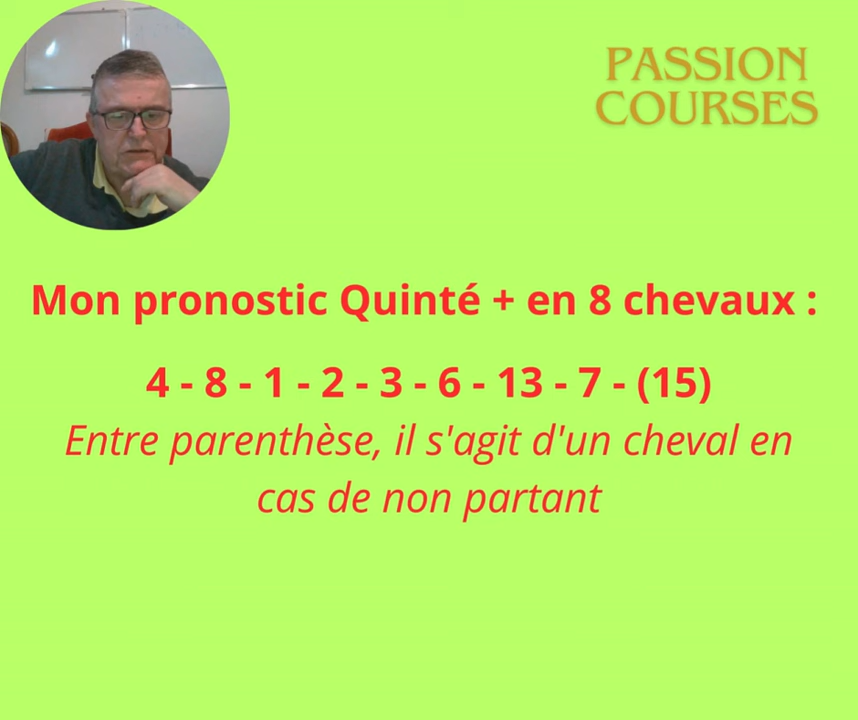 PASSION
COURSES
Mon pronostic Quinté + en 8 chevaux :
4 - 8 - 1 - 2 - 3 - 6 - 13 - 7 - (15)
Entre parenthèse, il s'agit d'un cheval en
cas de non partant